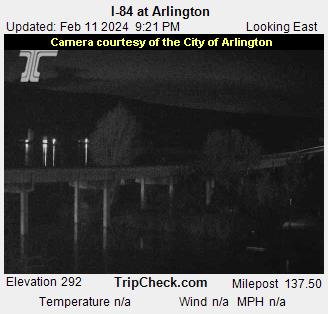 I-84 at Arlington
Updated: Feb 11 2024 9:21 PM Looking East
Camera courtesy of the City of Arlington
Elevation 292 TripCheck.com Milepost 137.50
Temperature n/a Wind n/a MPH n/a